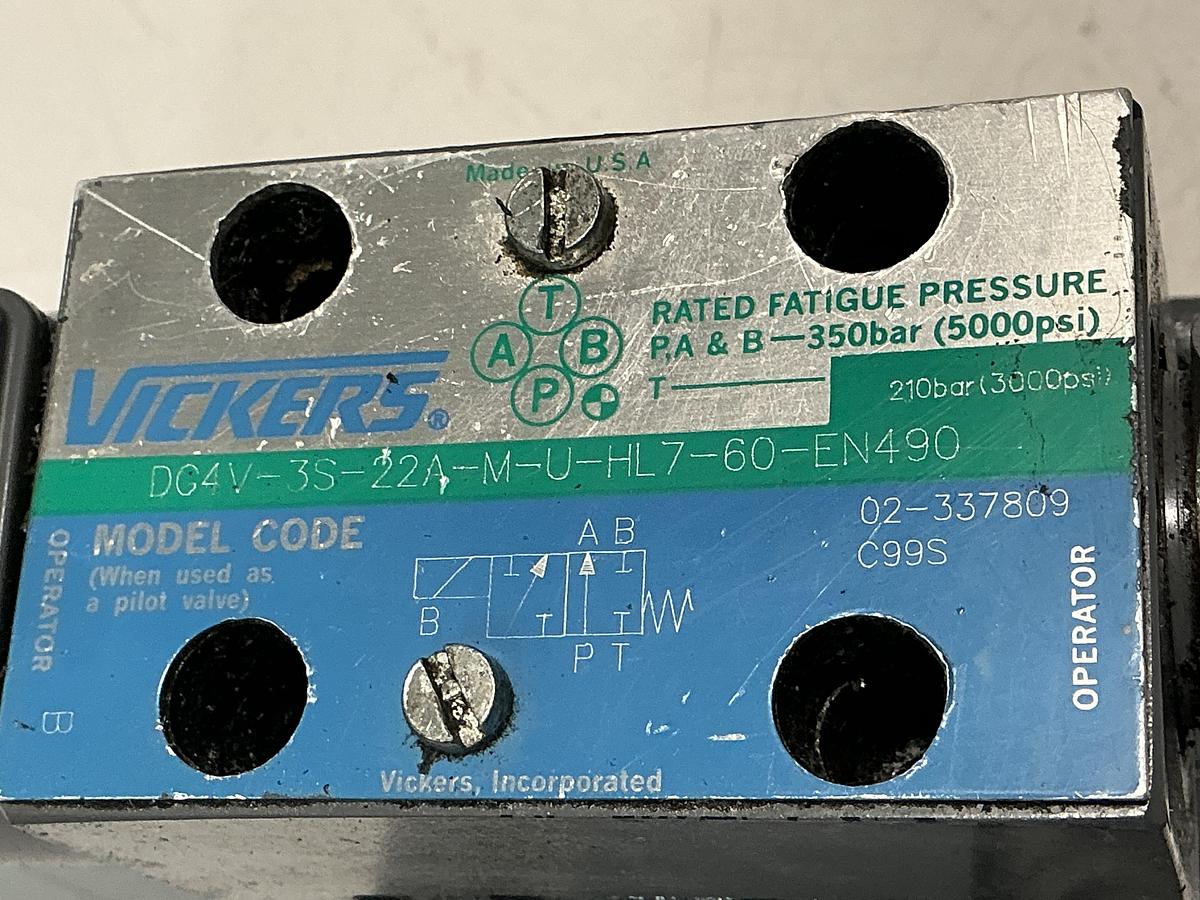 Made U.S.A
T
A B
P
RATED FATIGUE PRESSURE
P,A & B—350bar (5000psi)
T— 210bar (3000psi)
VICKERS®
DG4V-3S-22A-M-U-HL7-60-EN490
MODEL CODE
(When used as
a pilot valve)
02-337809
C99S
A B
B
P T
OPERATOR
B
OPERATOR
Vickers, Incorporated